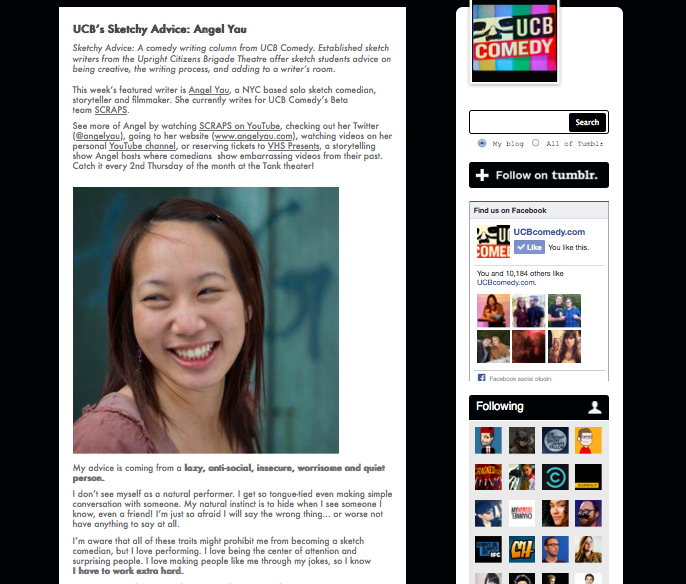 UCB's Sketchy Advice: Angel Yau
Sketchy Advice: A comedy writing column from UCB Comedy. Established sketch
writers from the Upright Citizens Brigade Theatre offer sketch students advice on
being creative, the writing process, and adding to a writer's room.
This week's featured writer is Angel You, a NYC based solo sketch comedian,
storyteller and filmmaker. She currently writes for UCB Comedy's Beta
team SCRAPS.
See more of Angel by watching SCRAPS on YouTube, checking out her Twitter
(@angelyau), going to her website (www.angelyau.com), watching videos on her
personal YouTube channel, or reserving tickets to VHS Presents, a storytelling
show Angel hosts where comedians show embarrassing videos from their past.
Catch it every 2nd Thursday of the month at the Tank theater!
My advice is coming from a lazy, anti-social, insecure, worrisome and quiet
person.
I don't see myself as a natural performer. I get so tongue-tied even making simple
conversation with someone. My natural instinct is to hide when I see someone I
know, even a friend! I'm just so afraid I will say the wrong thing... or worse not
have anything to say at all.
I'm aware that all of these traits might prohibit me from becoming a sketch
comedian, but I love performing. I love being the center of attention and
surprising people. I love making people like me through my jokes, so I know
I have to work extra hard.
UCB
COMEDY
Search
My blog All of Tumblr
Follow on tumblr.
Find us on Facebook
UCBcomedy.com
Like You like this.
You and 10,184 others like
UCBcomedy.com.
Facebook social plugin
Following
CRACKED
IFC
CH